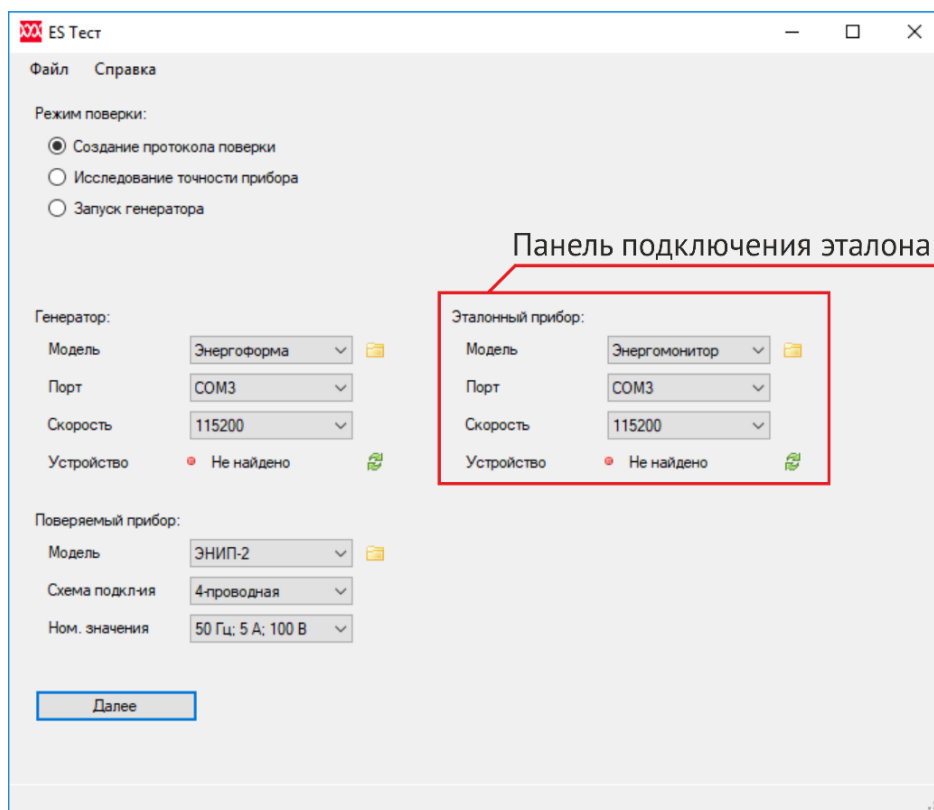 ES Тест
Файл Справка
Режим поверки:
Создание протокола поверки
Исследование точности прибора
Запуск генератора
Панель подключения эталона
Генератор:
Модель Энергоформа
Порт COM3
Скорость 115200
Устройство Не найдено
Эталонный прибор:
Модель Энергомонитор
Порт COM3
Скорость 115200
Устройство Не найдено
Поверяемый прибор:
Модель ЭНИП-2
Схема подкл-ия 4-проводная
Ном. значения 50 Гц; 5 А; 100 В
Далее